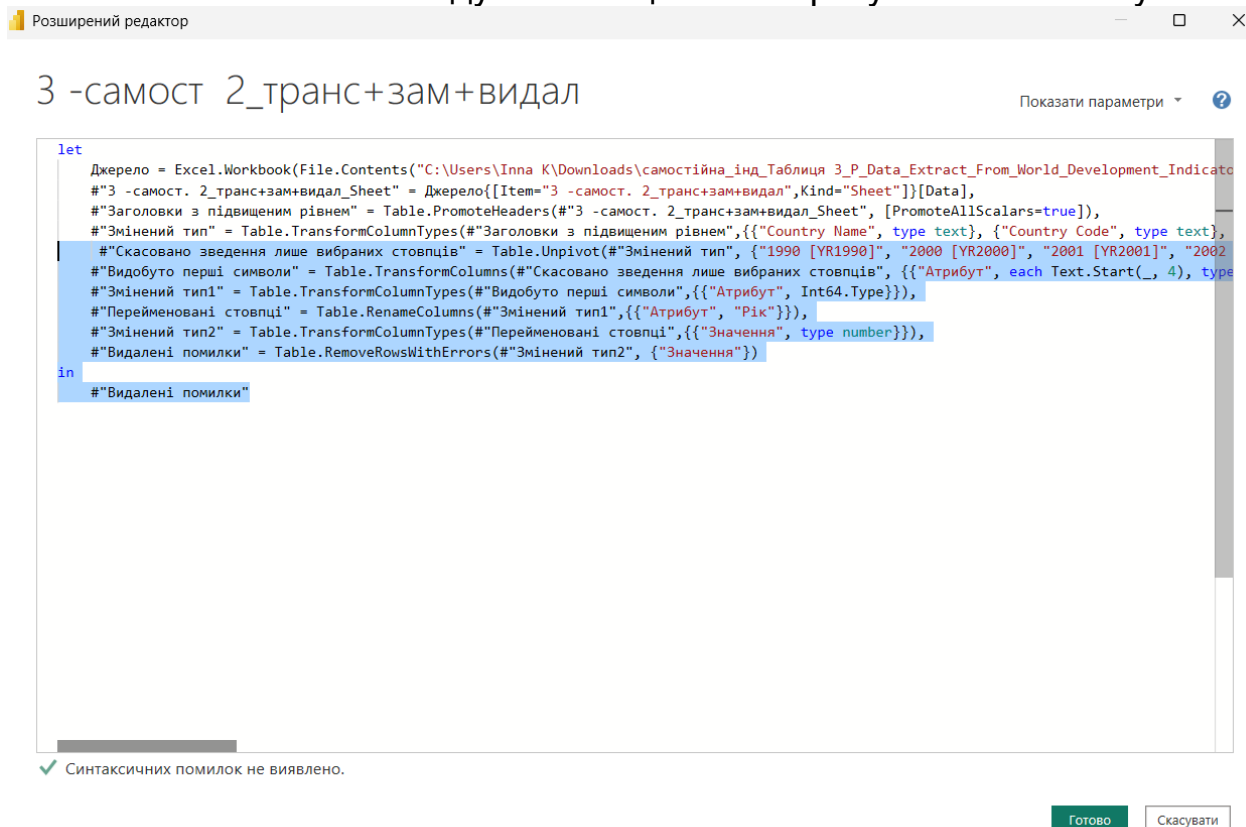 Розширений редактор
3 -самост 2_транс+зам+видал
Показати параметри
let
Джерело = Excel.Workbook(File.Contents("C:\Users\Inna K\Downloads\самостійна_інд_Таблиця 3_P_Data_Extract_From_World_Development_Indicato
#"3 -самост. 2_транс+зам+видал_Sheet" = Джерело{[Item="3 -самост. 2_транс+зам+видал",Kind="Sheet"]}[Data],
#"Заголовки з підвищеним рівнем" = Table.PromoteHeaders(#"3 -самост. 2_транс+зам+видал_Sheet", [PromoteAllScalars=true]),
#"Змінений тип" = Table.TransformColumnTypes(#"Заголовки з підвищеним рівнем",{{"Country Name", type text}, {"Country Code", type text},
#"Скасовано зведення лише вибраних стовпців" = Table.Unpivot(#"Змінений тип", {"1990 [YR1990]", "2000 [YR2000]", "2001 [YR2001]", "2002
#"Видобуто перші символи" = Table.TransformColumns(#"Скасовано зведення лише вибраних стовпців", {{"Атрибут", each Text.Start(_, 4), type
#"Змінений тип1" = Table.TransformColumnTypes(#"Видобуто перші символи",{{"Атрибут", Int64.Type}}),
#"Перейменовані стовпці" = Table.RenameColumns(#"Змінений тип1",{{"Атрибут", "Рік"}}),
#"Змінений тип2" = Table.TransformColumnTypes(#"Перейменовані стовпці",{{"Значення", type number}}),
#"Видалені помилки" = Table.RemoveRowsWithErrors(#"Змінений тип2", {"Значення"})
in
#"Видалені помилки"
Синтаксичних помилок не виявлено.
Готово
Скасувати